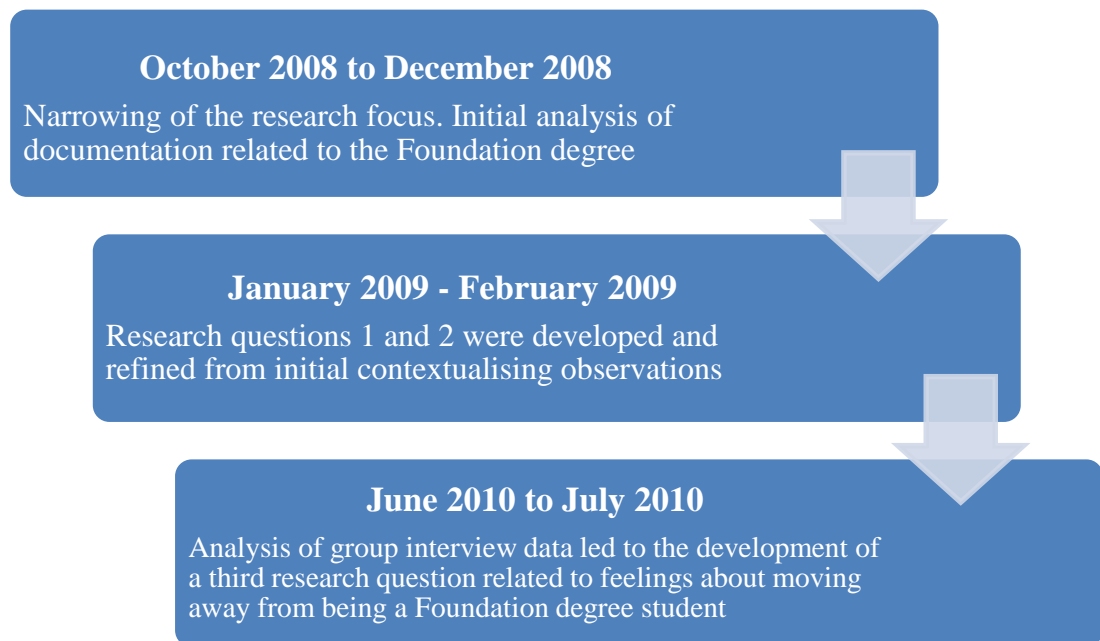 October 2008 to December 2008
Narrowing of the research focus. Initial analysis of
documentation related to the Foundation degree
January 2009 - February 2009
Research questions 1 and 2 were developed and
refined from initial contextualising observations
June 2010 to July 2010
Analysis of group interview data led to the development of
a third research question related to feelings about moving
away from being a Foundation degree student